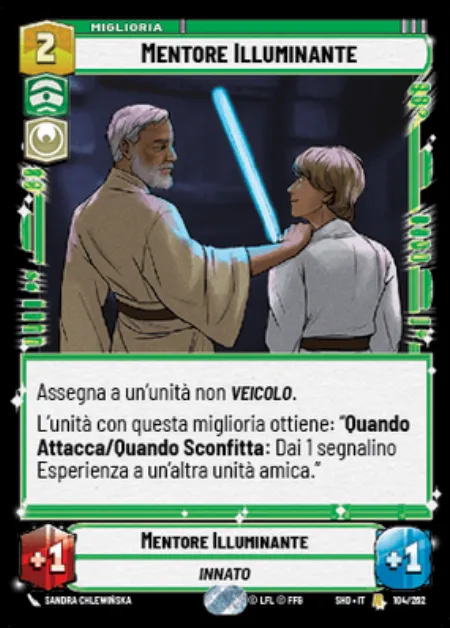 MIGLIORIA
2
MENTORE ILLUMINANTE
Assegna a un'unità non VEICOLO.
L'unità con questa miglioria ottiene: "Quando
Attacca/Quando Sconfitta: Dai 1 segnalino
Esperienza a un'altra unità amica."
+1
MENTORE ILLUMINANTE
+1
INNATO
SANDRA CHLEWIŃSKA
© LFL © FFG
SHD • IT
104/262